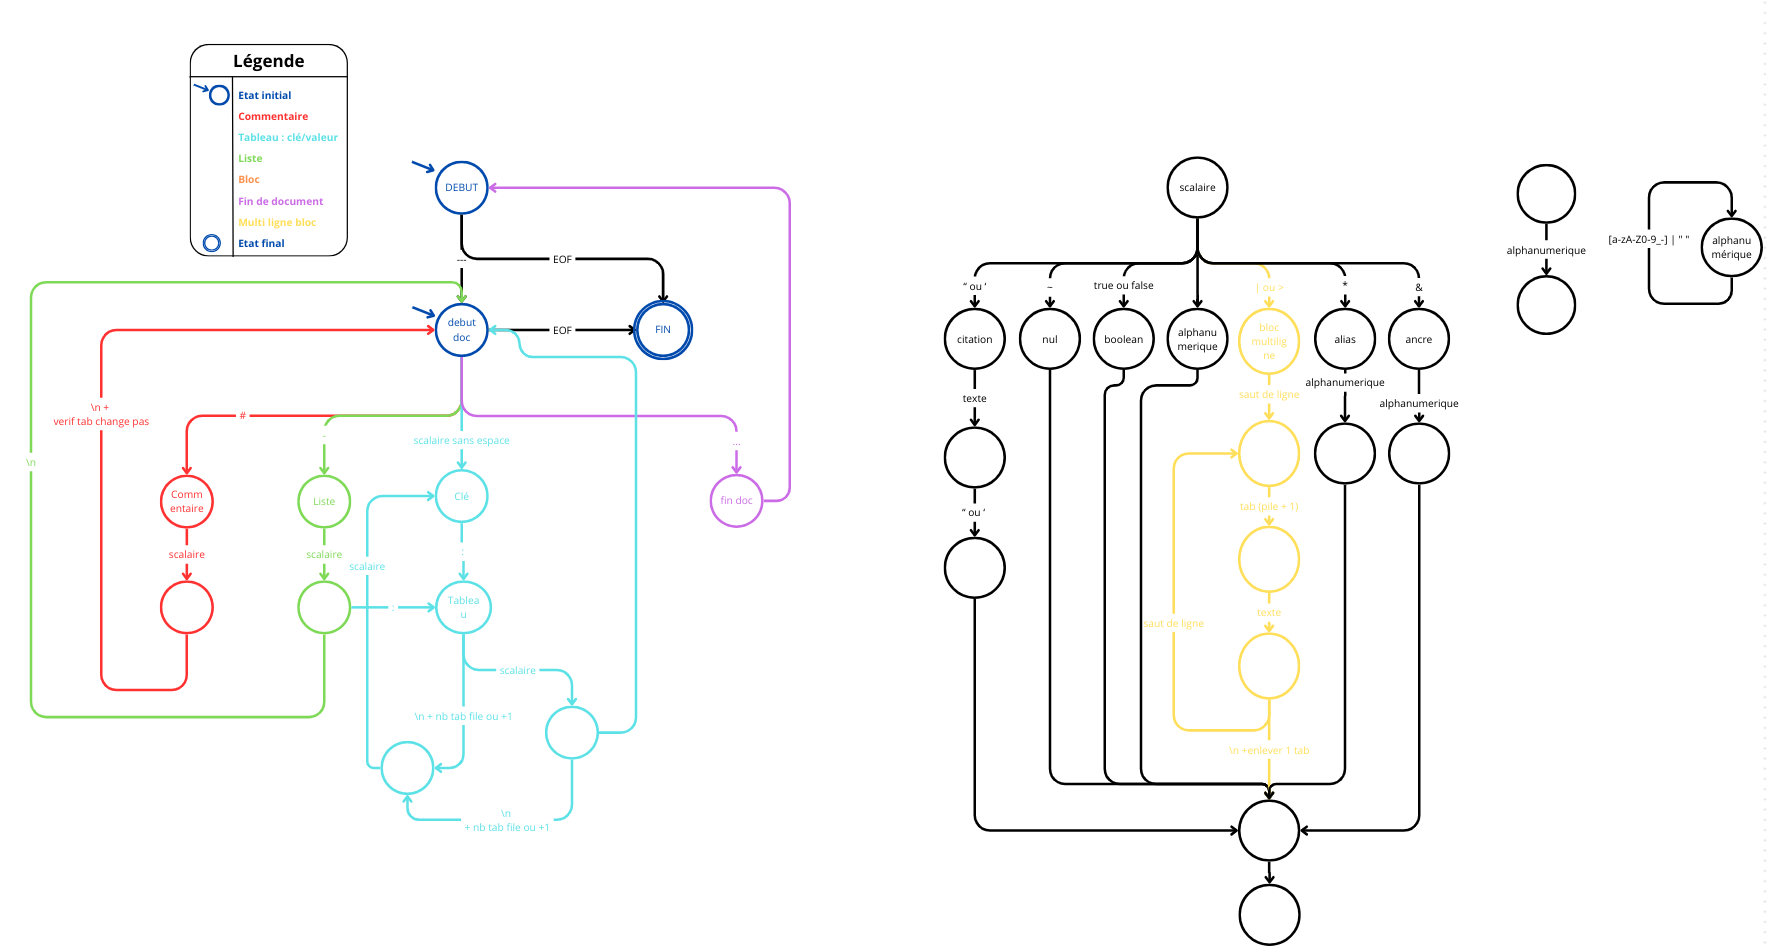 Légende
Etat initial
Commentaire
Tableau : clé/valeur
Liste
Bloc
Fin de document
Multi ligne bloc
Etat final
DEBUT
---
EOF
debut
doc
EOF
FIN
\n +
verif tab change pas
#
-
scalaire sans espace
...
\n
Comm
entaire
Liste
Clé
fin doc
scalaire
scalaire
:
scalaire
:
Tablea
u
scalaire
\n + nb tab file ou +1
\n
+ nb tab file ou +1
scalaire
“ ou ‘
~
true ou false
| ou >
*
&
citation
nul
boolean
alphanu
merique
bloc
multilig
ne
alias
ancre
texte
saut de ligne
alphanumerique
alphanumerique
“ ou ‘
tab (pile + 1)
texte
saut de ligne
\n +enlever 1 tab
alphanumerique
[a-zA-Z0-9_-] | " "
alphanu
mérique